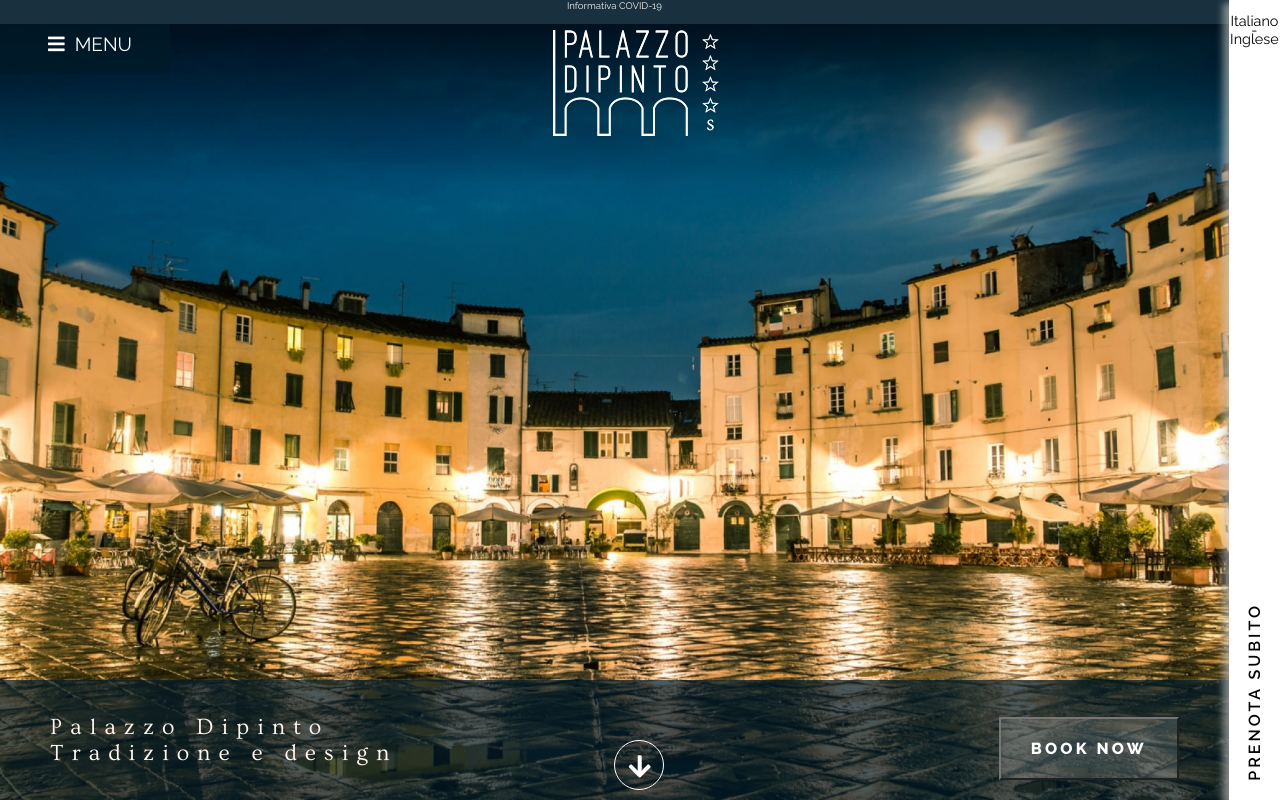 Informativa COVID-19
MENU
PALAZZO
DIPINTO
S
Italiano
-
Inglese
Palazzo Dipinto
Tradizione e design
BOOK NOW
PRENOTA SUBITO